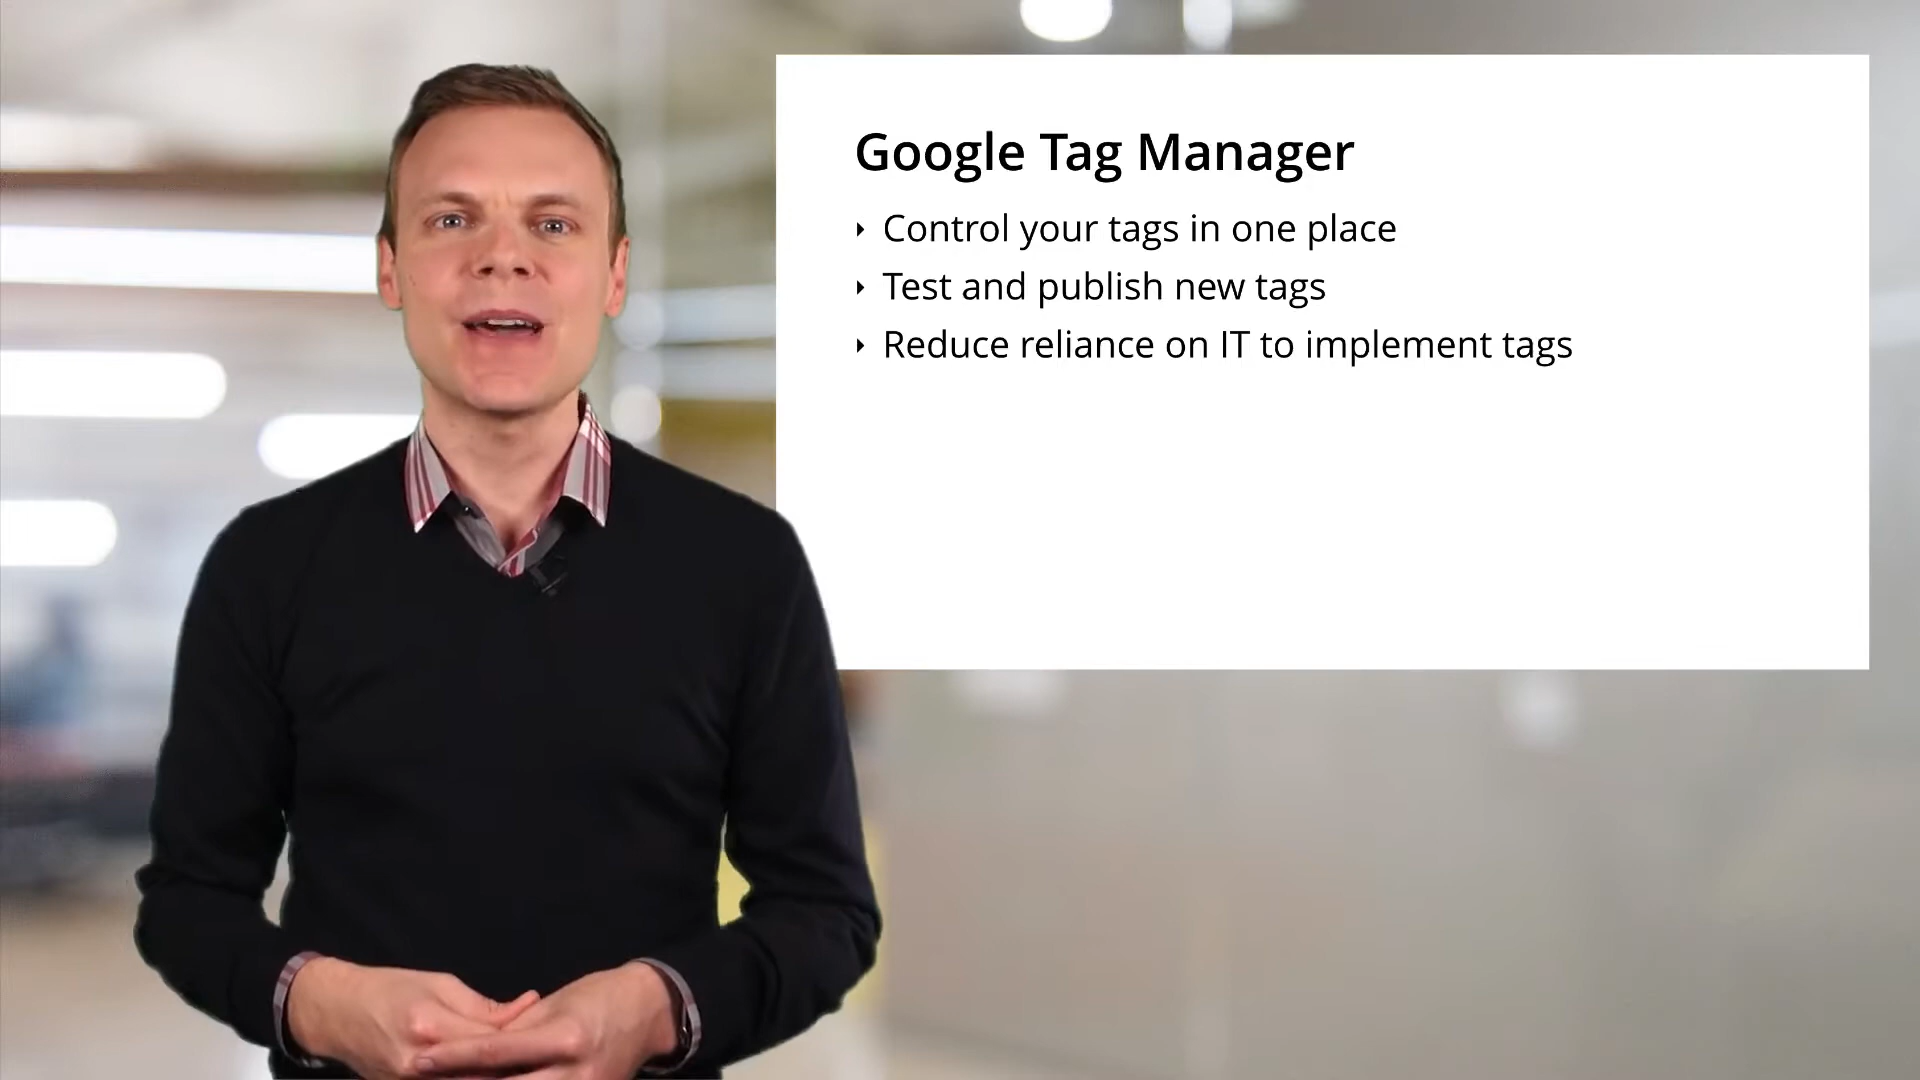 Google Tag Manager
Control your tags in one place
Test and publish new tags
Reduce reliance on IT to implement tags